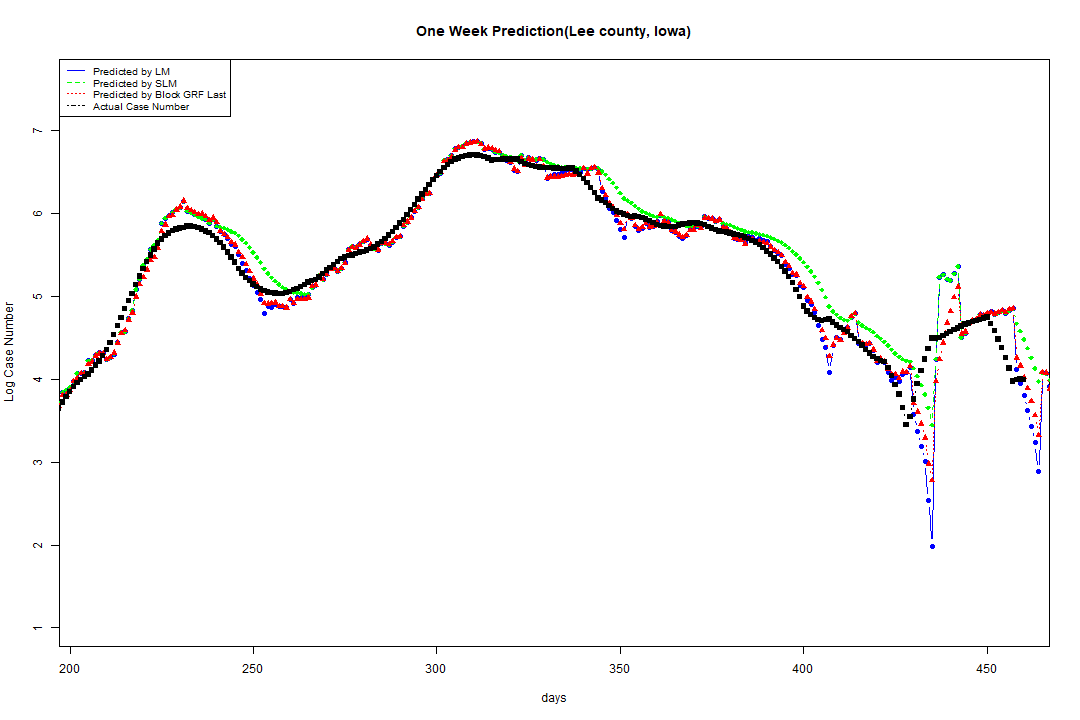 One Week Prediction(Lee county, Iowa)
Predicted by LM
Predicted by SLM
Predicted by Block GRF Last
Actual Case Number
Log Case Number
7
6
5
4
3
2
1
200 250 300 350 400 450
days